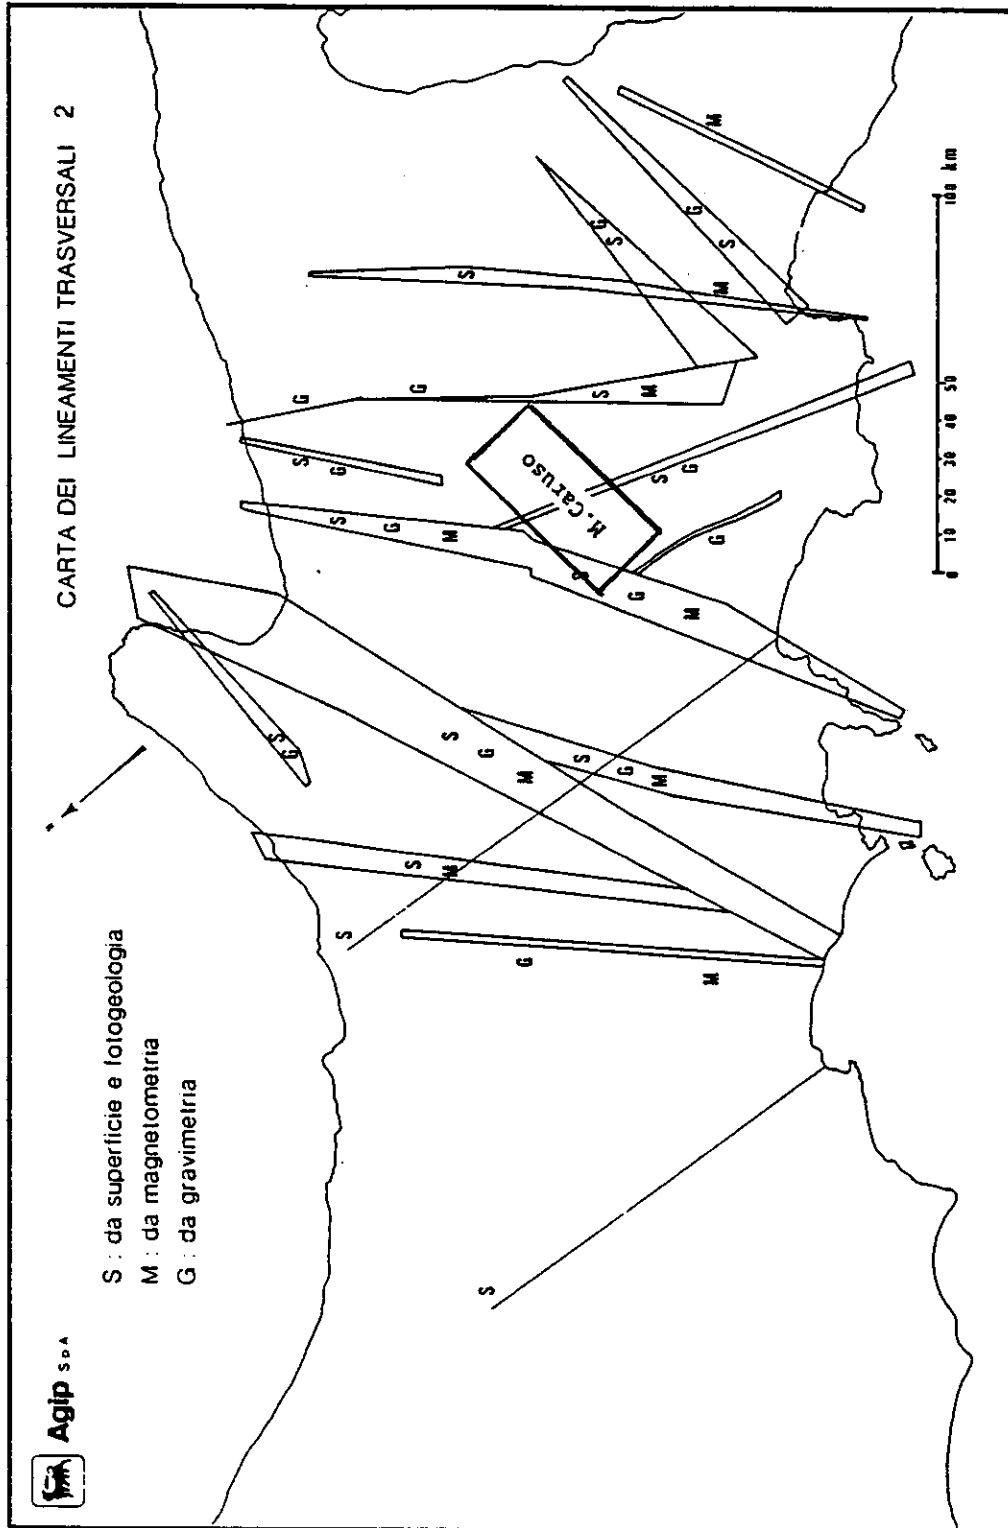 Agip S.p.A
CARTA DEI LINEAMENTI TRASVERSALI 2
S : da superficie e fotogeologia
M : da magnetometria
G : da gravimetria
S
S
G
M
S
M
S
G
S
G
M
S
G
M
S
G
M
S
G
M
S
G
G
S
G
G
G
S
M
S
M
G
S
G
S
M
M. Caruso
0 10 20 30 40 50 100 km